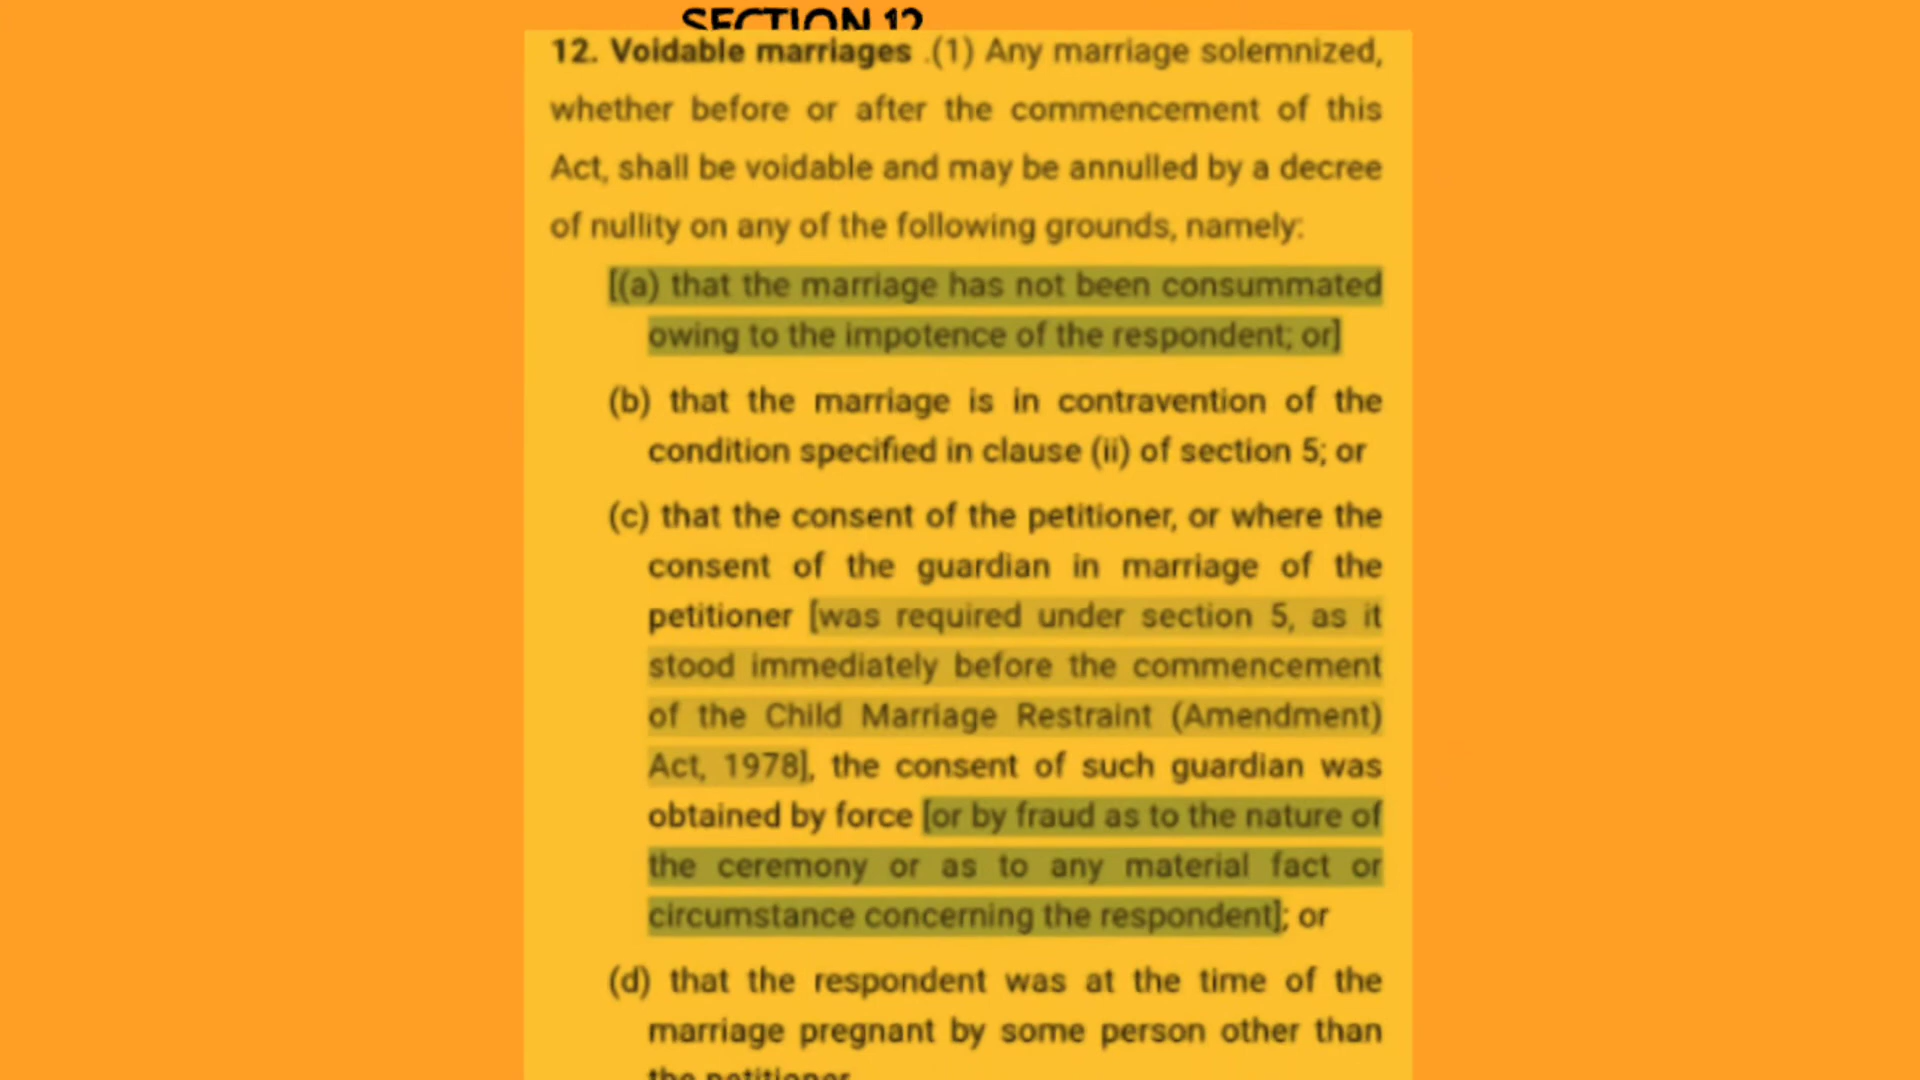 SECTION 12
12. Voidable marriages .(1) Any marriage solemnized,
whether before or after the commencement of this
Act, shall be voidable and may be annulled by a decree
of nullity on any of the following grounds, namely:
[(a) that the marriage has not been consummated
owing to the impotence of the respondent; or]
(b) that the marriage is in contravention of the
condition specified in clause (ii) of section 5; or
(c) that the consent of the petitioner, or where the
consent of the guardian in marriage of the
petitioner [was required under section 5, as it
stood immediately before the commencement
of the Child Marriage Restraint (Amendment)
Act, 1978], the consent of such guardian was
obtained by force [or by fraud as to the nature of
the ceremony or as to any material fact or
circumstance concerning the respondent]; or
(d) that the respondent was at the time of the
marriage pregnant by some person other than
the petitioner